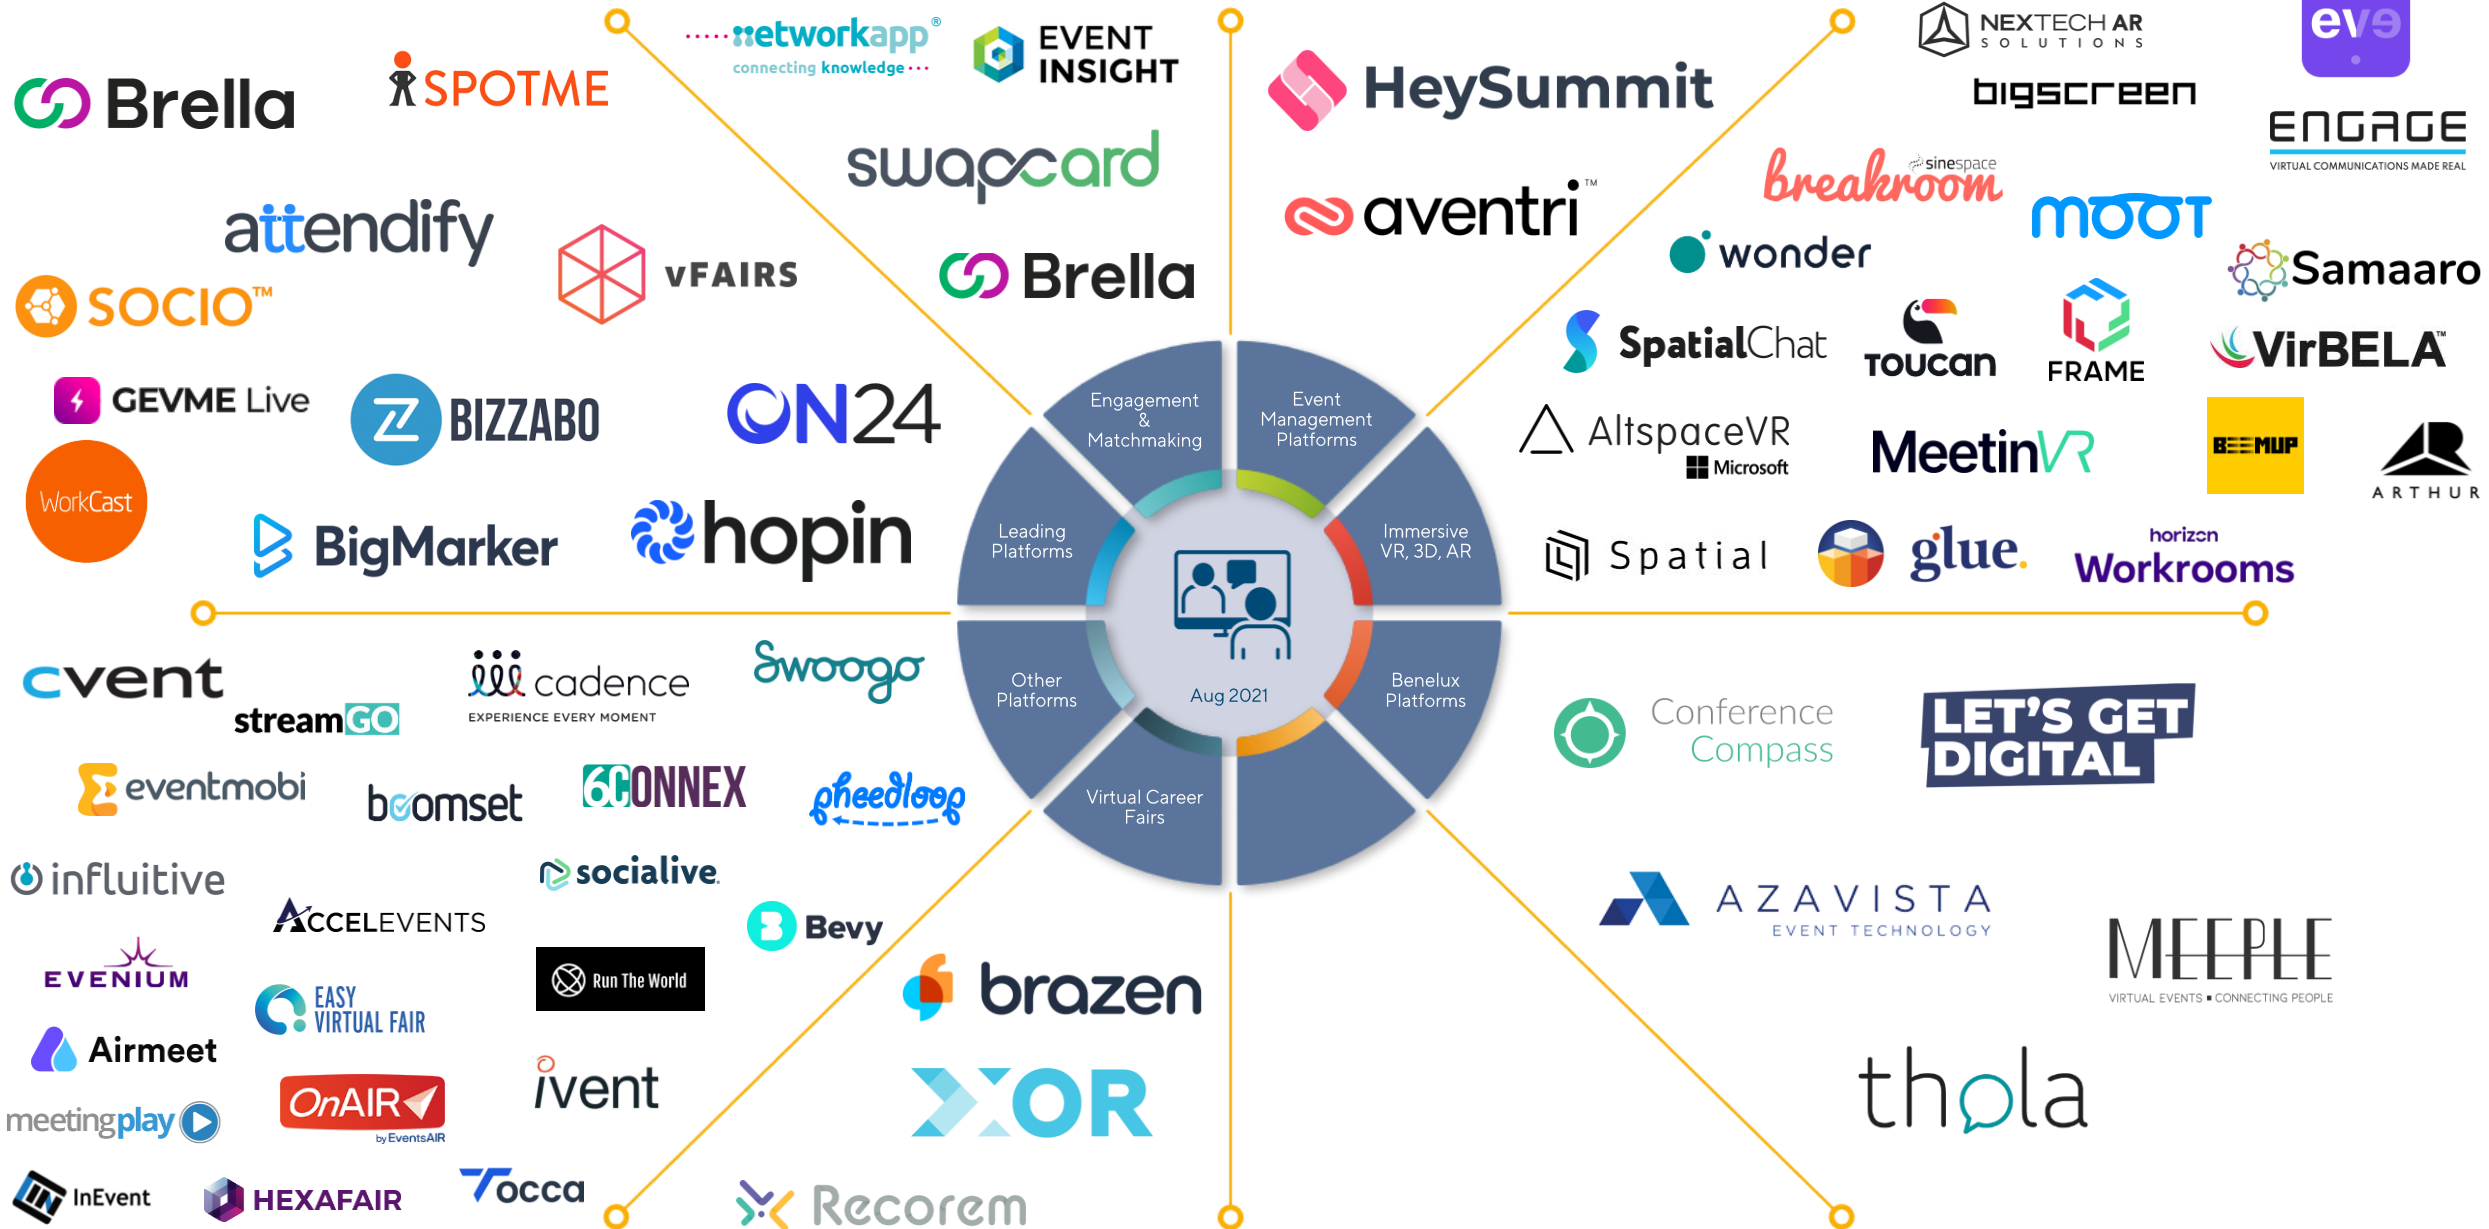 Brella
SPOTME
attendify
vFAIRS
SOCIO™
GEVME Live
BIZZABO
ON24
WorkCast
BigMarker
hopin
networkapp®
connecting knowledge
EVENT
INSIGHT
swapcard
Brella
HeySummit
aventri™
NEXTECH AR
SOLUTIONS
eve
bigscreen
ENGAGE
VIRTUAL COMMUNICATIONS MADE REAL
sinespace
breakroom
MOOT
wonder
Samaaro
SpatialChat
TOUCAN
FRAME
VirBELA™
AltspaceVR
Microsoft
MeetinVR
BEEMUP
ARTHUR
Spatial
glue.
horizon
Workrooms
Engagement
&
Matchmaking
Event
Management
Platforms
Leading
Platforms
Immersive
VR, 3D, AR
Other
Platforms
Aug 2021
Benelux
Platforms
Virtual Career
Fairs
cvent
streamGO
cadence
EXPERIENCE EVERY MOMENT
Swoogo
eventmobi
boomset
6CONNEX
pheedloop
influitive
socialive
ACCELEVENTS
Bevy
EVENIUM
EASY
VIRTUAL FAIR
Run The World
Airmeet
meetingplay
OnAIR
by EventsAIR
ivent
InEvent
HEXAFAIR
Tocca
brazen
XOR
Recorem
Conference
Compass
LET'S GET
DIGITAL
AZAVISTA
EVENT TECHNOLOGY
MEEPLE
VIRTUAL EVENTS ■ CONNECTING PEOPLE
thola